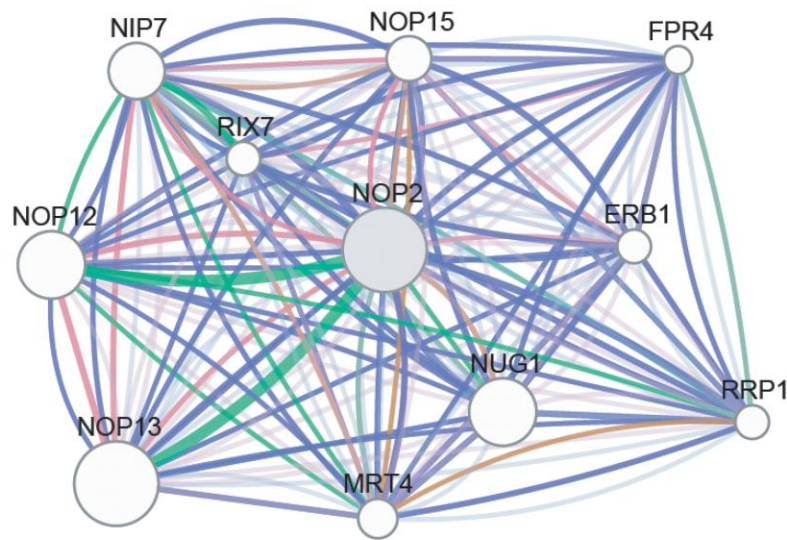 NIP7
NOP15
FPR4
RIX7
NOP2
NOP12
ERB1
NUG1
RRP1
NOP13
MRT4